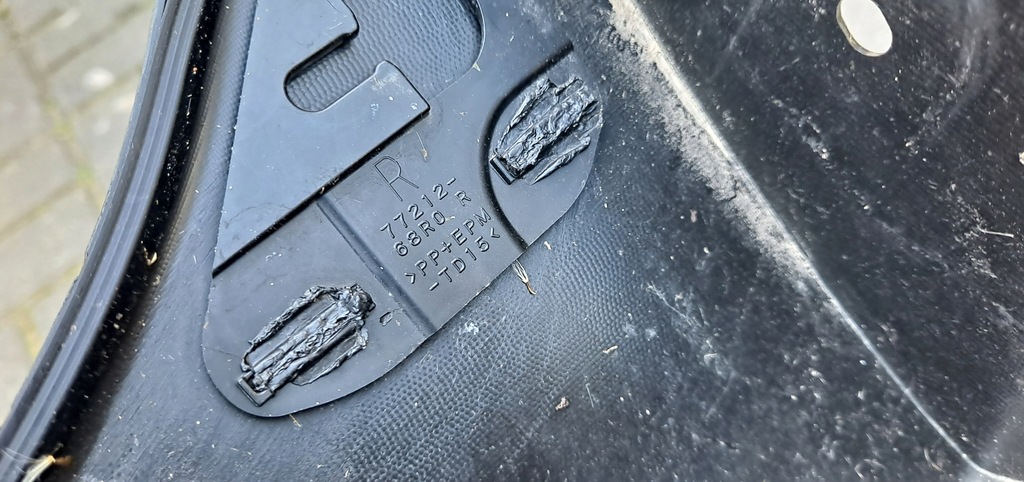 R
77212-
68R0 R
>PP+EPM
-TD15<